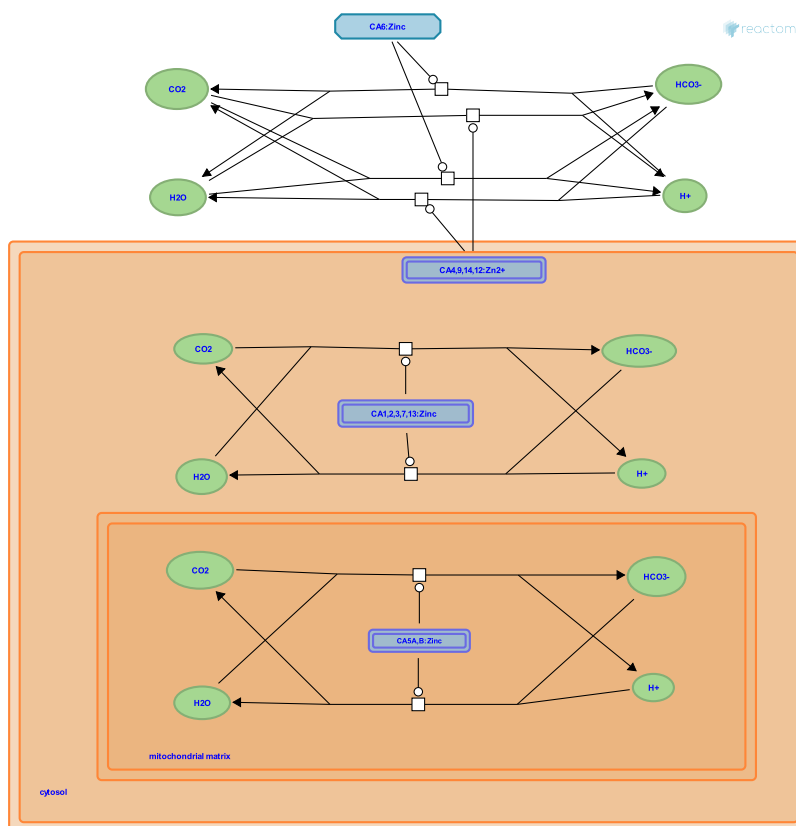 CA6:Zinc
reactom
CO2
HCO3-
H2O
H+
CA4,9,14,12:Zn2+
CO2
HCO3-
CA1,2,3,7,13:Zinc
H2O
H+
CO2
HCO3-
CA5A,B:Zinc
H2O
H+
mitochondrial matrix
cytosol